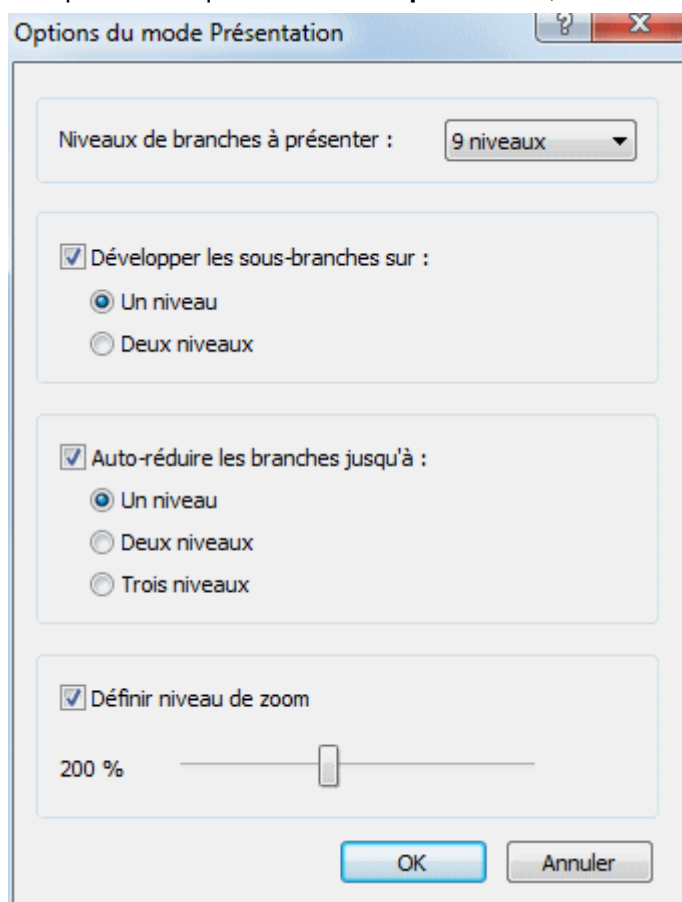 Options du mode Présentation
Niveaux de branches à présenter :
9 niveaux
Développer les sous-branches sur :
Un niveau
Deux niveaux
Auto-réduire les branches jusqu'à :
Un niveau
Deux niveaux
Trois niveaux
Définir niveau de zoom
200 %
OK
Annuler